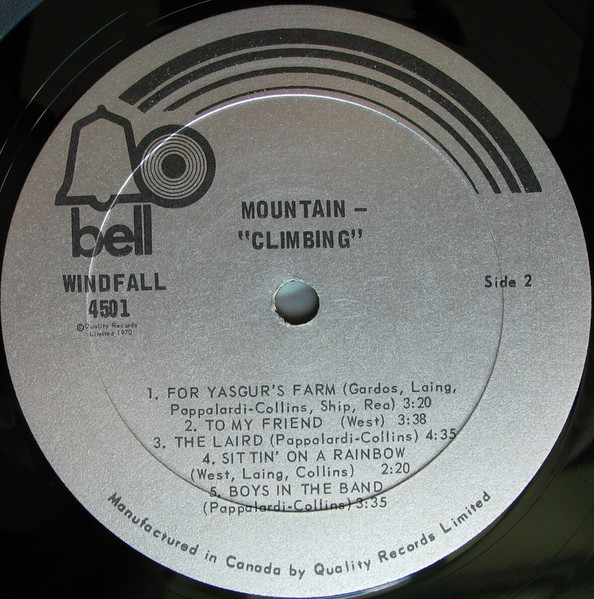 bell
MOUNTAIN –
"CLIMBING"
WINDFALL
4501
Side 2
©Quality Records
Limited 1970
1. FOR YASGUR'S FARM (Gardos, Laing,
Pappalardi-Collins, Ship, Rea) 3:20
2. TO MY FRIEND (West) 3:38
3. THE LAIRD (Pappalardi-Collins) 4:35
4. SITTIN' ON A RAINBOW
(West, Laing, Collins) 2:20
5. BOYS IN THE BAND
(Pappalardi-Collins) 3:35
Manufactured in Canada by Quality Records Limited